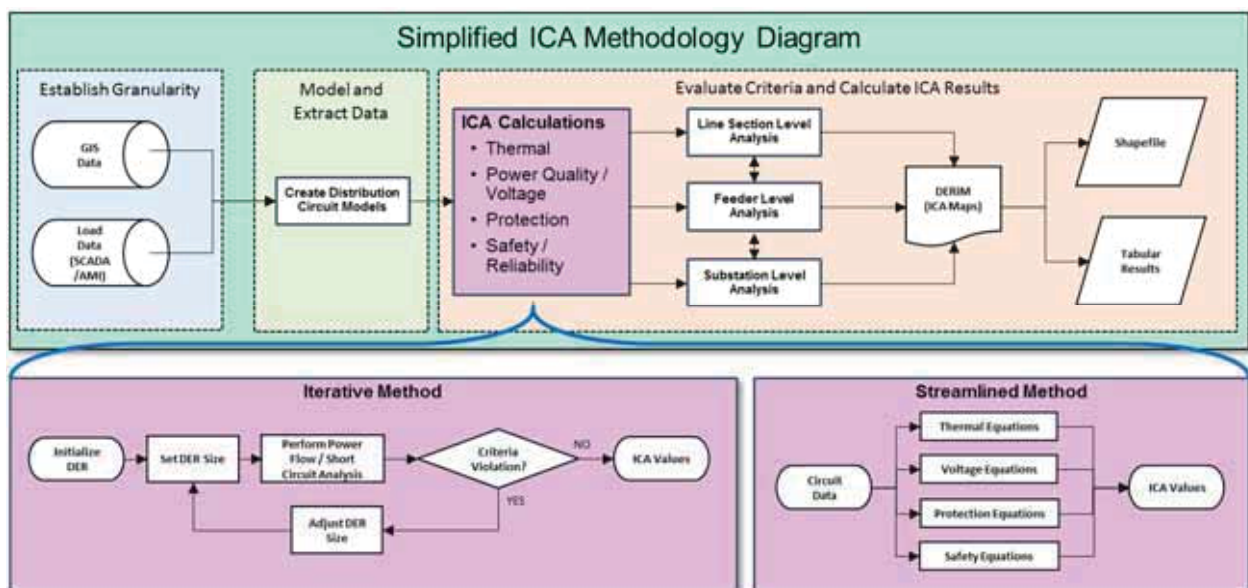 Simplified ICA Methodology Diagram
Establish Granularity
GIS
Data
Load
Data
(SCADA
/AMI)
Model and
Extract Data
Create Distribution
Circuit Models
Evaluate Criteria and Calculate ICA Results
ICA Calculations
• Thermal
• Power Quality /
Voltage
• Protection
• Safety /
Reliability
Line Section Level
Analysis
Feeder Level
Analysis
Substation Level
Analysis
DERIM
(ICA Maps)
Shapefile
Tabular
Results
Iterative Method
Initialize
DER
Set DER Size
Perform Power
Flow / Short
Circuit Analysis
Criteria
Violation?
NO
ICA Values
YES
Adjust DER
Size
Streamlined Method
Circuit
Data
Thermal Equations
Voltage Equations
Protection Equations
Safety Equations
ICA Values